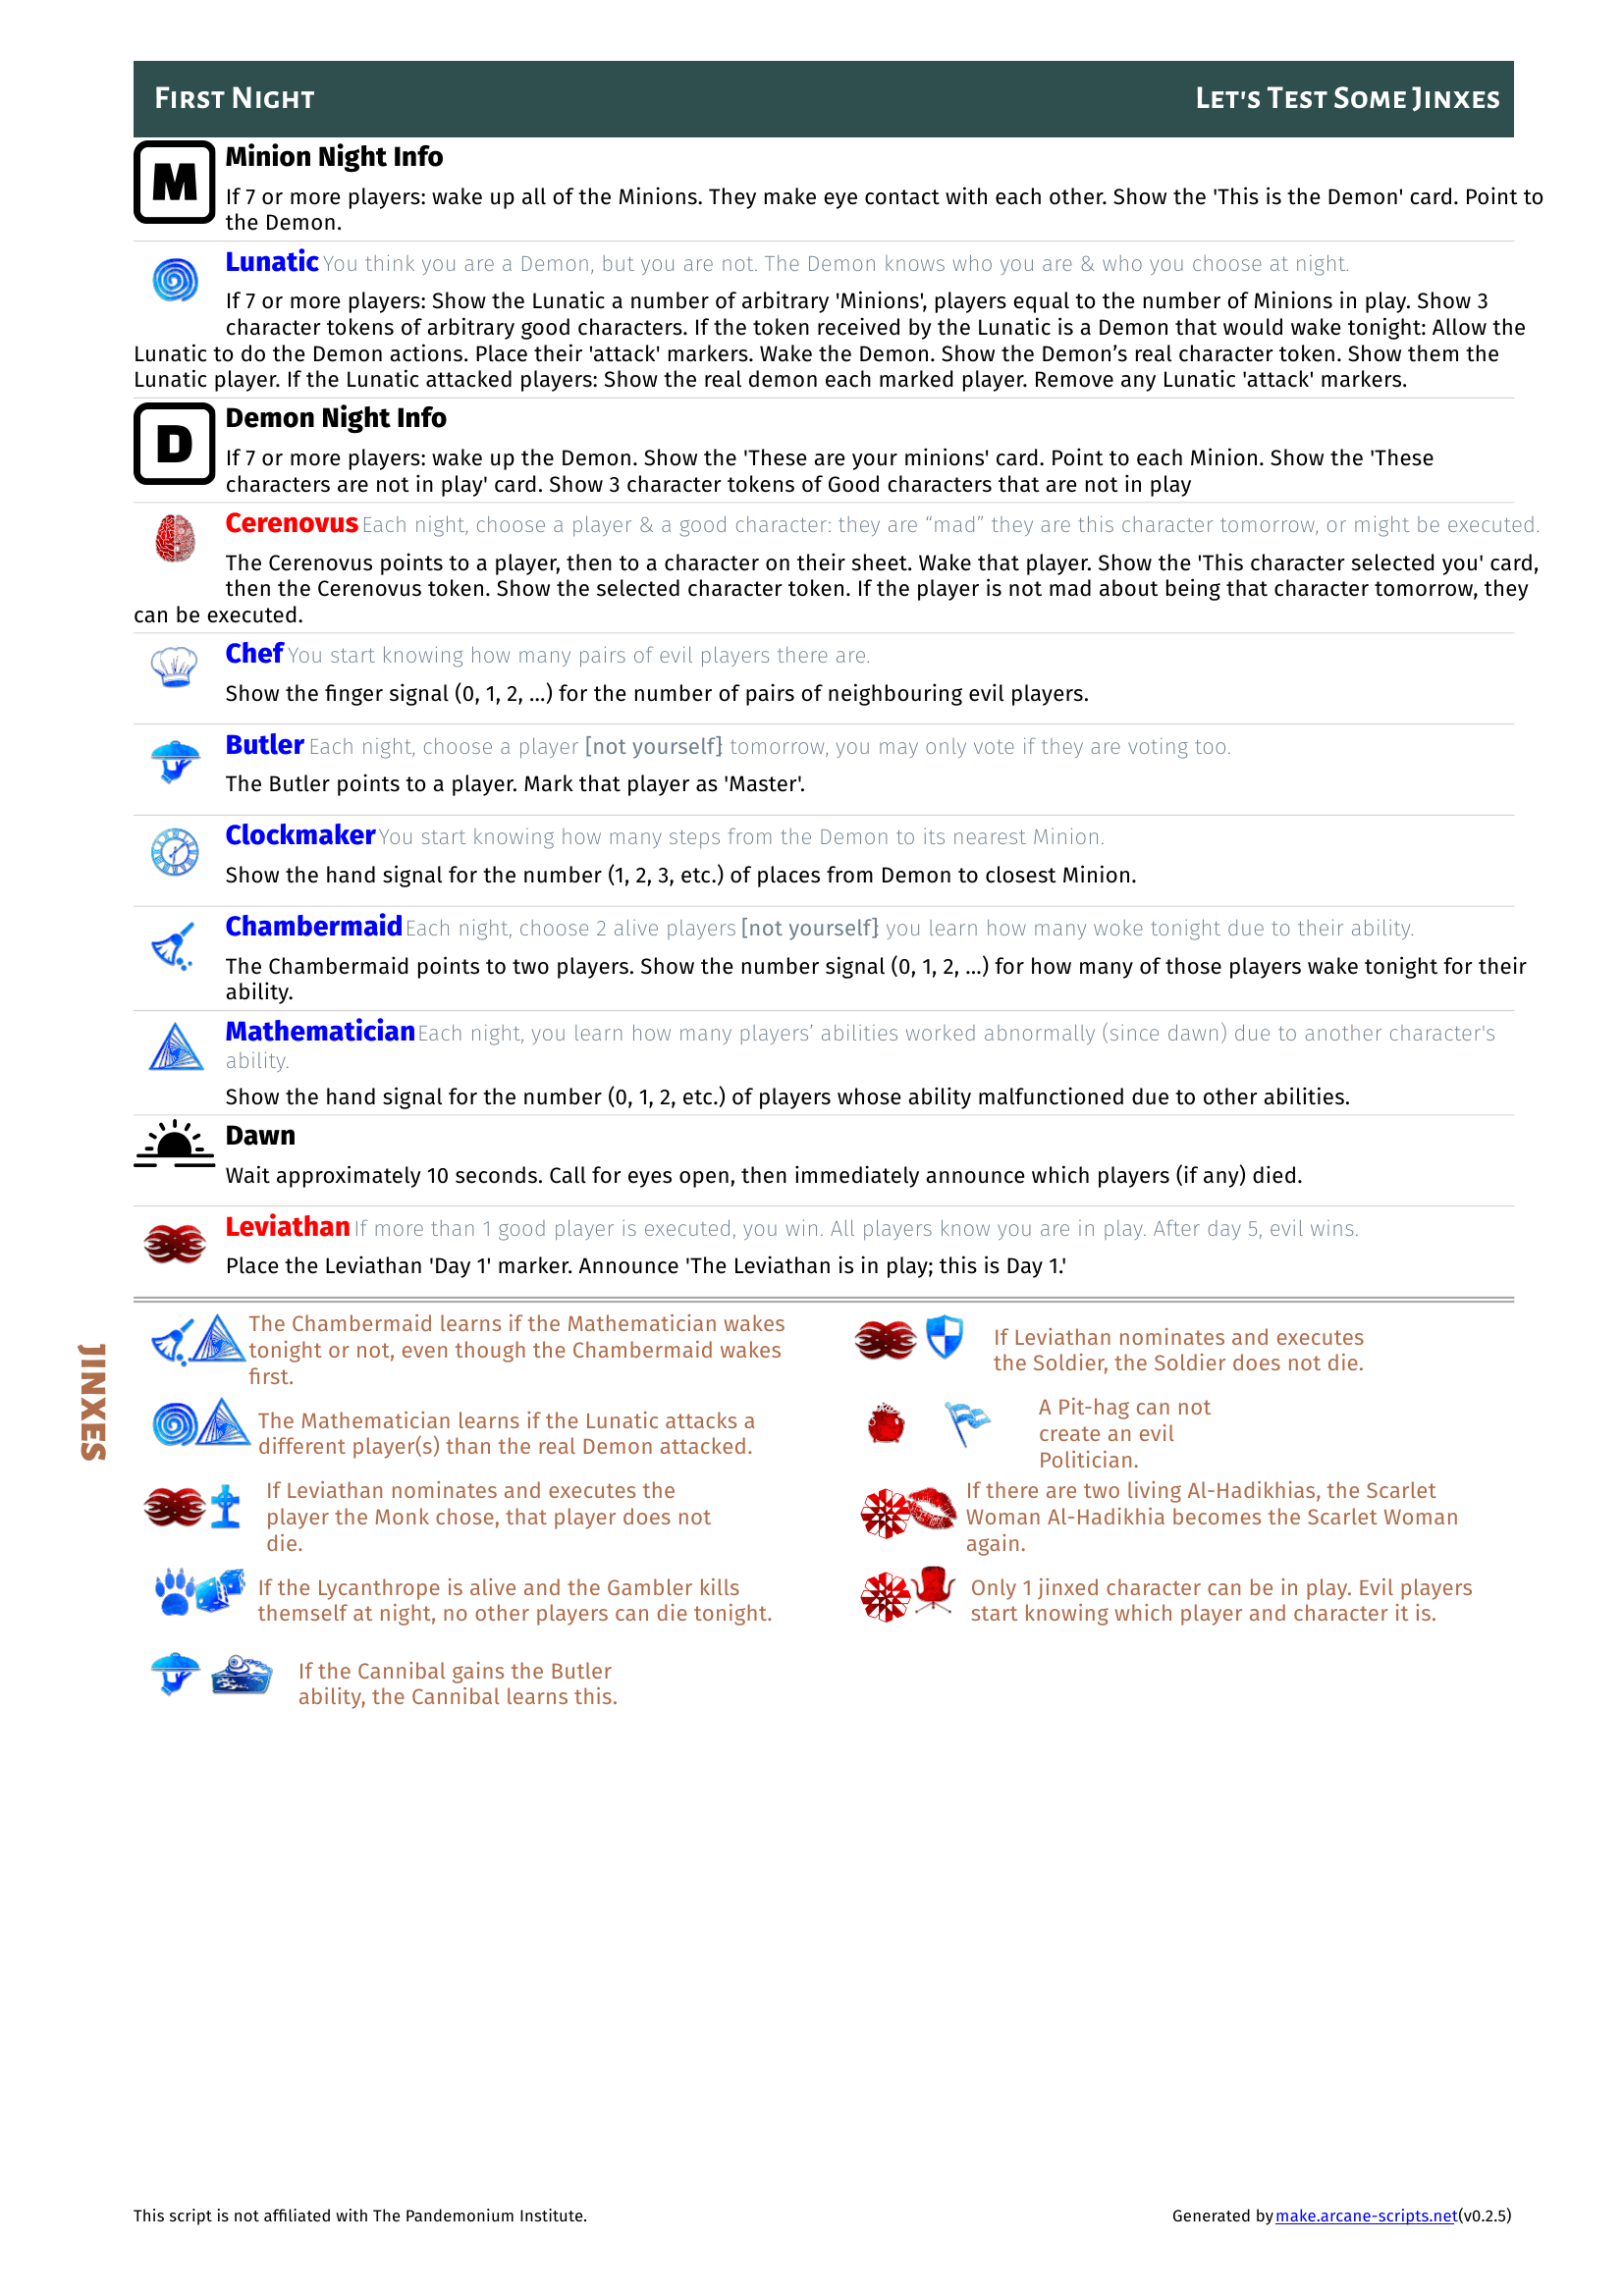 First Night
Let's Test Some Jinxes
M
Minion Night Info
If 7 or more players: wake up all of the Minions. They make eye contact with each other. Show the 'This is the Demon' card. Point to
the Demon.
Lunatic You think you are a Demon, but you are not. The Demon knows who you are & who you choose at night.
If 7 or more players: Show the Lunatic a number of arbitrary 'Minions', players equal to the number of Minions in play. Show 3
character tokens of arbitrary good characters. If the token received by the Lunatic is a Demon that would wake tonight: Allow the
Lunatic to do the Demon actions. Place their 'attack' markers. Wake the Demon. Show the Demon’s real character token. Show them the
Lunatic player. If the Lunatic attacked players: Show the real demon each marked player. Remove any Lunatic 'attack' markers.
D
Demon Night Info
If 7 or more players: wake up the Demon. Show the 'These are your minions' card. Point to each Minion. Show the 'These
characters are not in play' card. Show 3 character tokens of Good characters that are not in play
Cerenovus Each night, choose a player & a good character: they are “mad” they are this character tomorrow, or might be executed.
The Cerenovus points to a player, then to a character on their sheet. Wake that player. Show the 'This character selected you' card,
then the Cerenovus token. Show the selected character token. If the player is not mad about being that character tomorrow, they
can be executed.
Chef You start knowing how many pairs of evil players there are.
Show the finger signal (0, 1, 2, …) for the number of pairs of neighbouring evil players.
Butler Each night, choose a player [not yourself]: tomorrow, you may only vote if they are voting too.
The Butler points to a player. Mark that player as 'Master'.
Clockmaker You start knowing how many steps from the Demon to its nearest Minion.
Show the hand signal for the number (1, 2, 3, etc.) of places from Demon to closest Minion.
Chambermaid Each night, choose 2 alive players [not yourself]: you learn how many woke tonight due to their ability.
The Chambermaid points to two players. Show the number signal (0, 1, 2, …) for how many of those players wake tonight for their
ability.
Mathematician Each night, you learn how many players’ abilities worked abnormally (since dawn) due to another character's
ability.
Show the hand signal for the number (0, 1, 2, etc.) of players whose ability malfunctioned due to other abilities.
Dawn
Wait approximately 10 seconds. Call for eyes open, then immediately announce which players (if any) died.
Leviathan If more than 1 good player is executed, you win. All players know you are in play. After day 5, evil wins.
Place the Leviathan 'Day 1' marker. Announce 'The Leviathan is in play; this is Day 1.'
JINXES
The Chambermaid learns if the Mathematician wakes
tonight or not, even though the Chambermaid wakes
first.
The Mathematician learns if the Lunatic attacks a
different player(s) than the real Demon attacked.
If Leviathan nominates and executes the
player the Monk chose, that player does not
die.
If the Lycanthrope is alive and the Gambler kills
themself at night, no other players can die tonight.
If the Cannibal gains the Butler
ability, the Cannibal learns this.
If Leviathan nominates and executes
the Soldier, the Soldier does not die.
A Pit-hag can not
create an evil
Politician.
If there are two living Al-Hadikhias, the Scarlet
Woman Al-Hadikhia becomes the Scarlet Woman
again.
Only 1 jinxed character can be in play. Evil players
start knowing which player and character it is.
This script is not affiliated with The Pandemonium Institute.
Generated by make.arcane-scripts.net(v0.2.5)